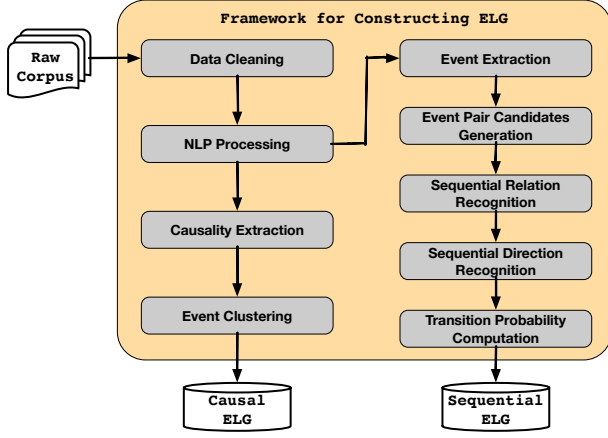 Framework for Constructing ELG
Raw
Corpus
Data Cleaning
NLP Processing
Causality Extraction
Event Clustering
Causal
ELG
Event Extraction
Event Pair Candidates
Generation
Sequential Relation
Recognition
Sequential Direction
Recognition
Transition Probability
Computation
Sequential
ELG